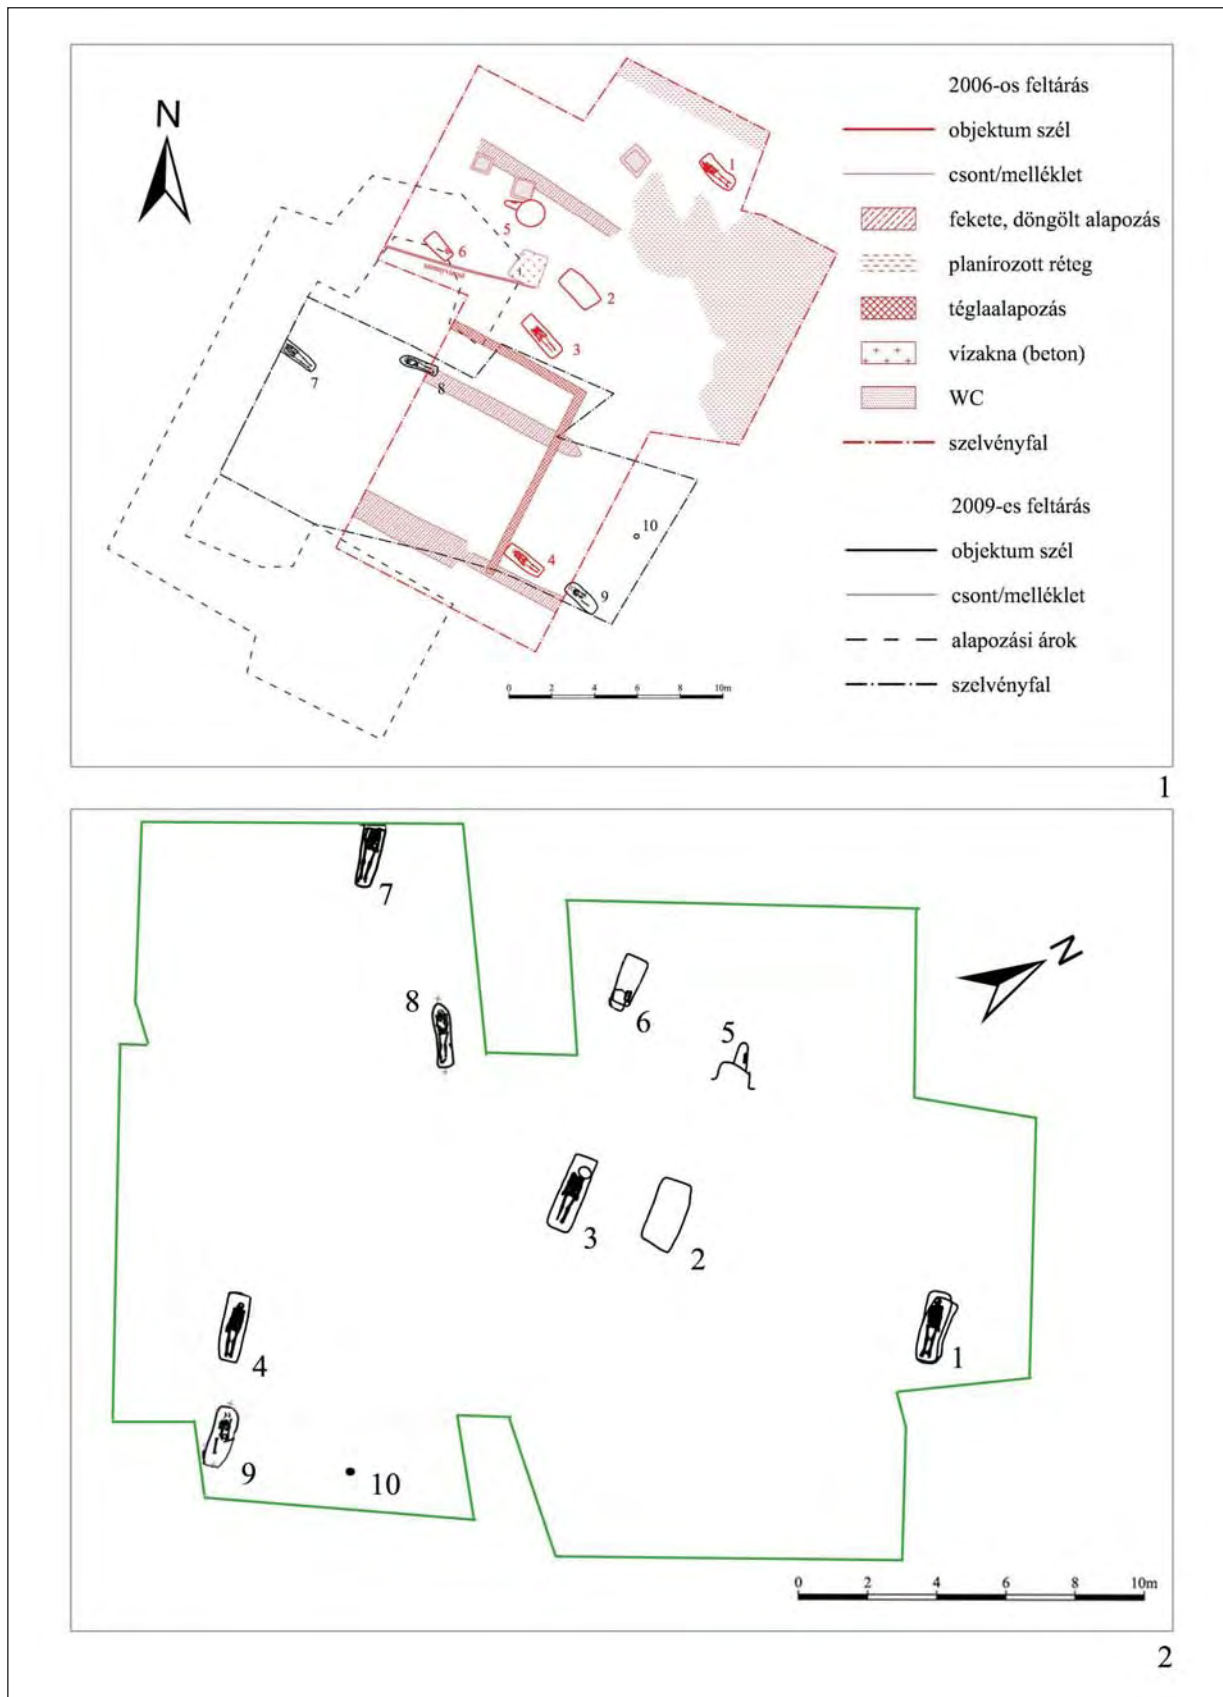 N
2006-os feltárás
objektum szél
csont/melléklet
fekete, döngölt alapozás
planírozott réteg
téglaalapozás
vízakna (beton)
WC
szelvényfal
2009-es feltárás
objektum szél
csont/melléklet
alapozási árok
szelvényfal
1
5
6
2
3
7
8
10
4
9
0 2 4 6 8 10m
1
7
N
8
6
5
3
2
4
1
9
10
0 2 4 6 8 10m
2